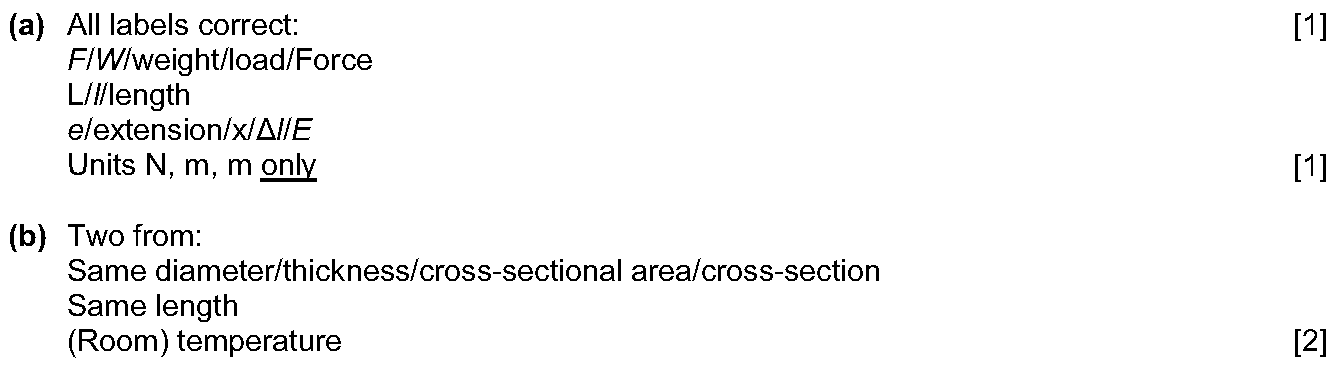 (a) All labels correct: [1]
F/W/weight/load/Force
L/l/length
e/extension/x/Δl/E
Units N, m, m only [1]
(b) Two from:
Same diameter/thickness/cross-sectional area/cross-section
Same length
(Room) temperature [2]